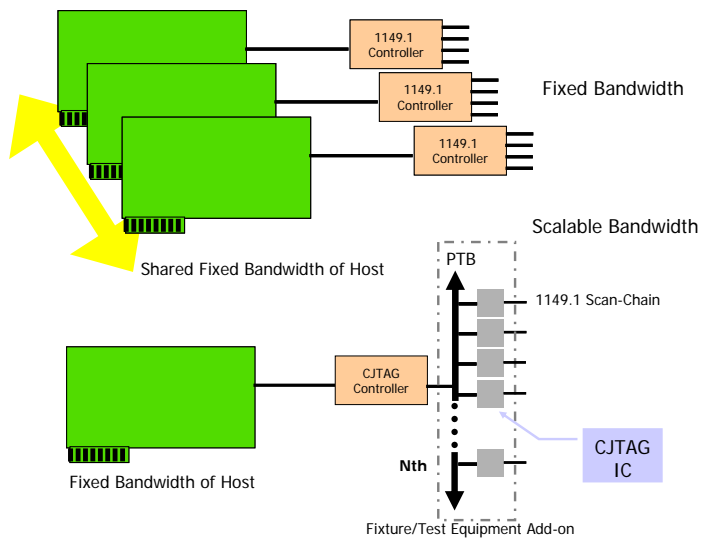 1149.1
Controller
1149.1
Controller
Fixed Bandwidth
1149.1
Controller
Scalable Bandwidth
Shared Fixed Bandwidth of Host
PTB
1149.1 Scan-Chain
CJTAG
Controller
CJTAG
IC
Nth
Fixed Bandwidth of Host
Fixture/Test Equipment Add-on